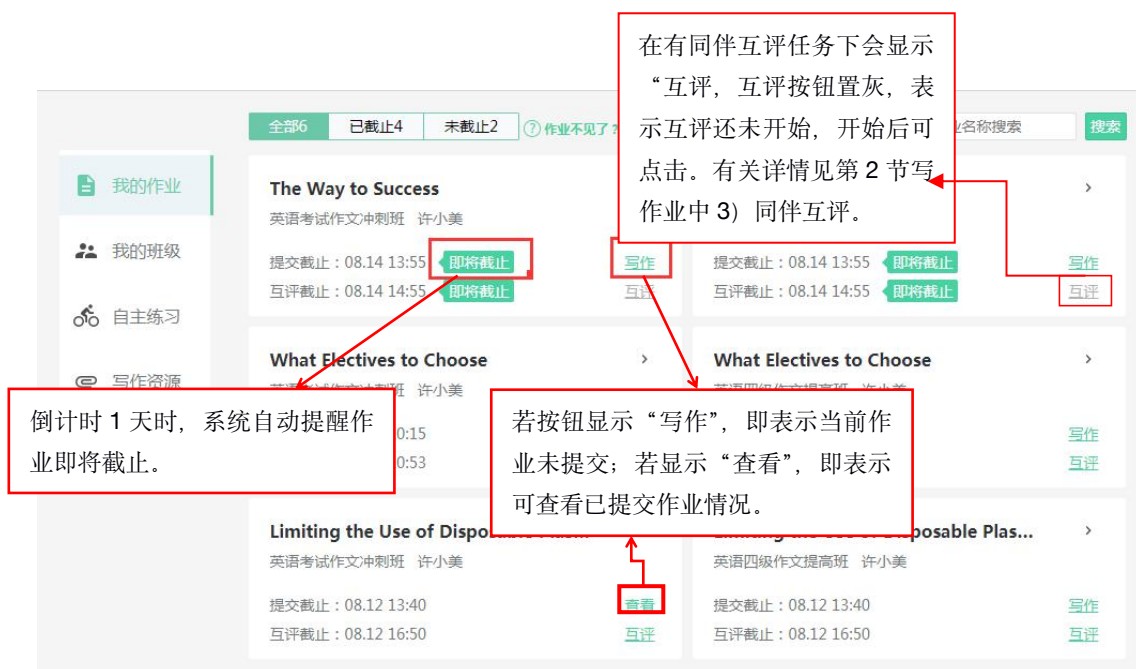 在有同伴互评任务下会显示
“互评，互评按钮置灰，表
示互评还未开始，开始后可
点击。有关详情见第 2 节写
作业中 3）同伴互评。
全部6 已截止4 未截止2 ? 作业不见了?
名称搜索 搜索
我的作业
我的班级
自主练习
写作资源
The Way to Success >
英语考试作文冲刺班 许小美
提交截止：08.14 13:55 即将截止 写作
互评截止：08.14 14:55 即将截止 互评
>
提交截止：08.14 13:55 即将截止 写作
互评截止：08.14 14:55 即将截止 互评
What Electives to Choose >
英语考试作文冲刺班 许小美
0:15
0:53
What Electives to Choose >
英语四级作文提高班 许小美
写作
互评
倒计时 1 天时，系统自动提醒作
业即将截止。
若按钮显示“写作”，即表示当前作
业未提交；若显示“查看”，即表示
可查看已提交作业情况。
Limiting the Use of Disposable Plas...
英语考试作文冲刺班 许小美
提交截止：08.12 13:40 查看
互评截止：08.12 16:50 互评
Limiting the Use of Disposable Plas... >
英语四级作文提高班 许小美
提交截止：08.12 13:40 写作
互评截止：08.12 16:50 互评